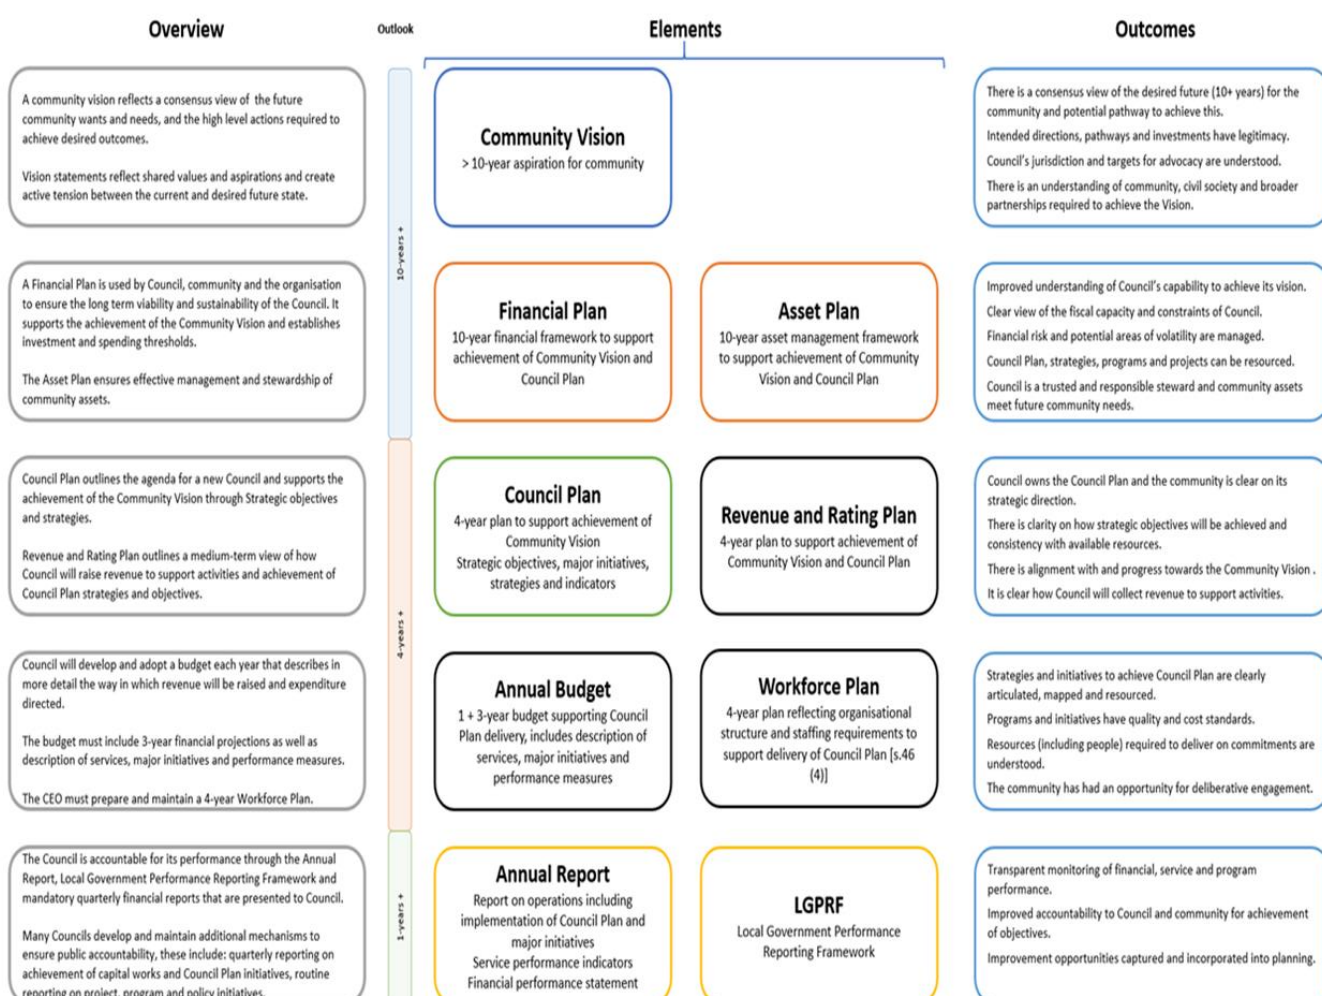 Overview
Outlook
Elements
Outcomes
A community vision reflects a consensus view of the future
community wants and needs, and the high level actions required to
achieve desired outcomes.
Vision statements reflect shared values and aspirations and create
active tension between the current and desired future state.
10-years +
Community Vision
> 10-year aspiration for community
There is a consensus view of the desired future (10+ years) for the
community and potential pathway to achieve this.
Intended directions, pathways and investments have legitimacy.
Council's jurisdiction and targets for advocacy are understood.
There is an understanding of community, civil society and broader
partnerships required to achieve the Vision.
A Financial Plan is used by Council, community and the organisation
to ensure the long term viability and sustainability of the Council. It
supports the achievement of the Community Vision and establishes
investment and spending thresholds.
The Asset Plan ensures effective management and stewardship of
community assets.
Financial Plan
10-year financial framework to support
achievement of Community Vision and
Council Plan
Asset Plan
10-year asset management framework
to support achievement of Community
Vision and Council Plan
Improved understanding of Council's capability to achieve its vision.
Clear view of the fiscal capacity and constraints of Council.
Financial risk and potential areas of volatility are managed.
Council Plan, strategies, programs and projects can be resourced.
Council is a trusted and responsible steward and community assets
meet future community needs.
Council Plan outlines the agenda for a new Council and supports the
achievement of the Community Vision through Strategic objectives
and strategies.
Revenue and Rating Plan outlines a medium-term view of how
Council will raise revenue to support activities and achievement of
Council Plan strategies and objectives.
4-years +
Council Plan
4-year plan to support achievement of
Community Vision
Strategic objectives, major initiatives,
strategies and indicators
Revenue and Rating Plan
4-year plan to support achievement of
Community Vision and Council Plan
Council owns the Council Plan and the community is clear on its
strategic direction.
There is clarity on how strategic objectives will be achieved and
consistency with available resources.
There is alignment with and progress towards the Community Vision .
It is clear how Council will collect revenue to support activities.
Council will develop and adopt a budget each year that describes in
more detail the way in which revenue will be raised and expenditure
directed.
The budget must include 3-year financial projections as well as
description of services, major initiatives and performance measures.
The CEO must prepare and maintain a 4-year Workforce Plan.
Annual Budget
1 + 3-year budget supporting Council
Plan delivery, includes description of
services, major initiatives and
performance measures
Workforce Plan
4-year plan reflecting organisational
structure and staffing requirements to
support delivery of Council Plan [s.46
(4)]
Strategies and initiatives to achieve Council Plan are clearly
articulated, mapped and resourced.
Programs and initiatives have quality and cost standards.
Resources (including people) required to deliver on commitments are
understood.
The community has had an opportunity for deliberative engagement.
The Council is accountable for its performance through the Annual
Report, Local Government Performance Reporting Framework and
mandatory quarterly financial reports that are presented to Council.
Many Councils develop and maintain additional mechanisms to
ensure public accountability, these include: quarterly reporting on
achievement of capital works and Council Plan initiatives, routine
reporting on project, program and policy initiatives.
1-years +
Annual Report
Report on operations including
implementation of Council Plan and
major initiatives
Service performance indicators
Financial performance statement
LGPRF
Local Government Performance
Reporting Framework
Transparent monitoring of financial, service and program
performance.
Improved accountability to Council and community for achievement
of objectives.
Improvement opportunities captured and incorporated into planning.